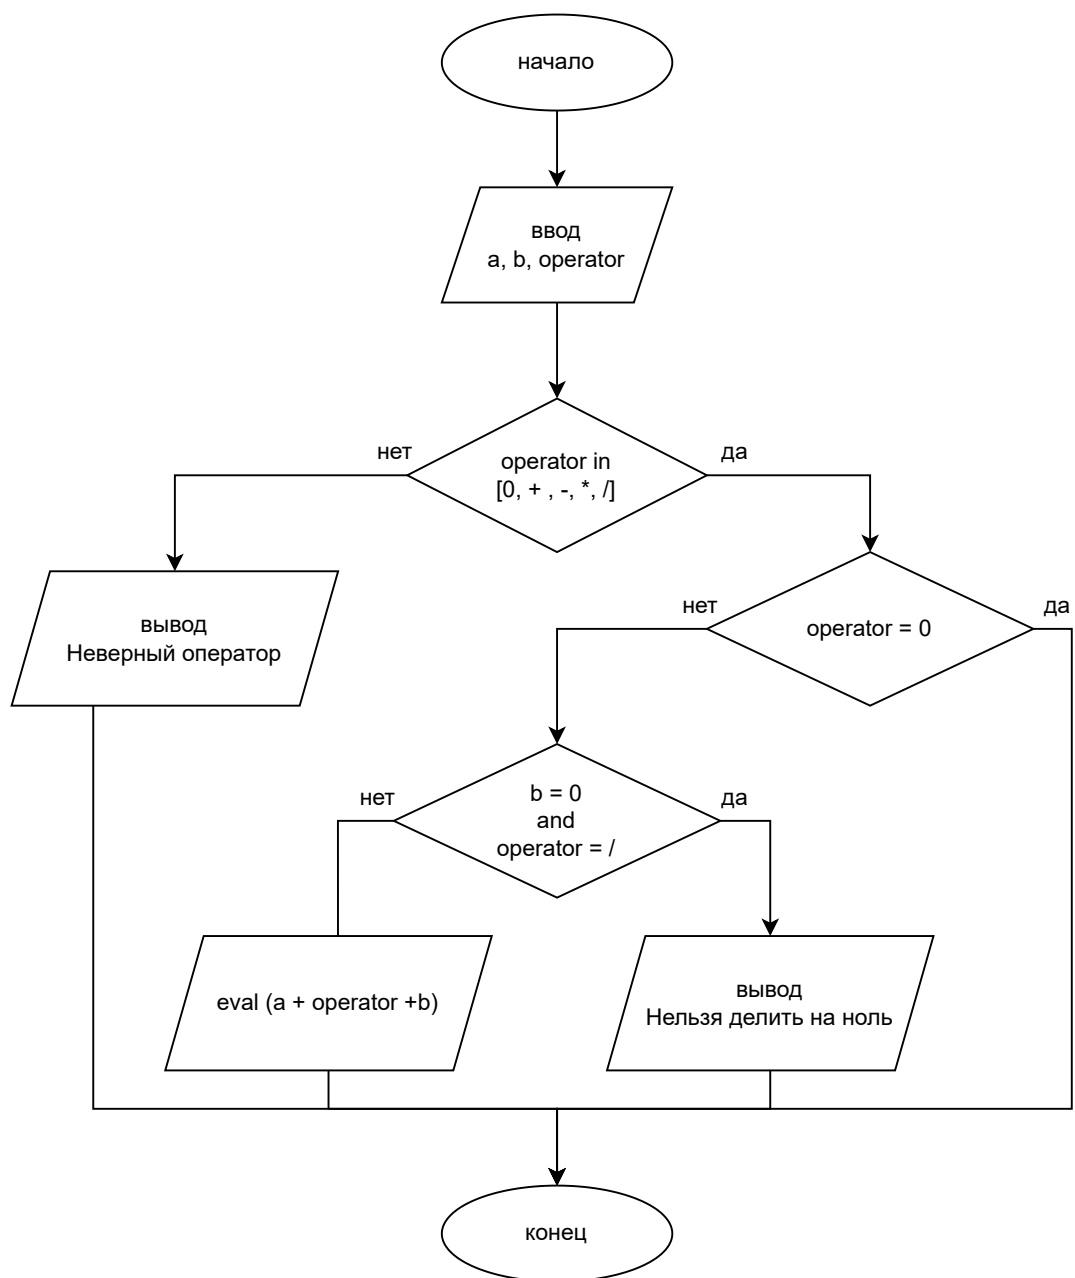 начало
ввод
a, b, operator
нет
да
operator in
[0, + , -, *, /]
вывод
Неверный оператор
нет
да
operator = 0
нет
да
b = 0
and
operator = /
eval (a + operator +b)
вывод
Нельзя делить на ноль
конец